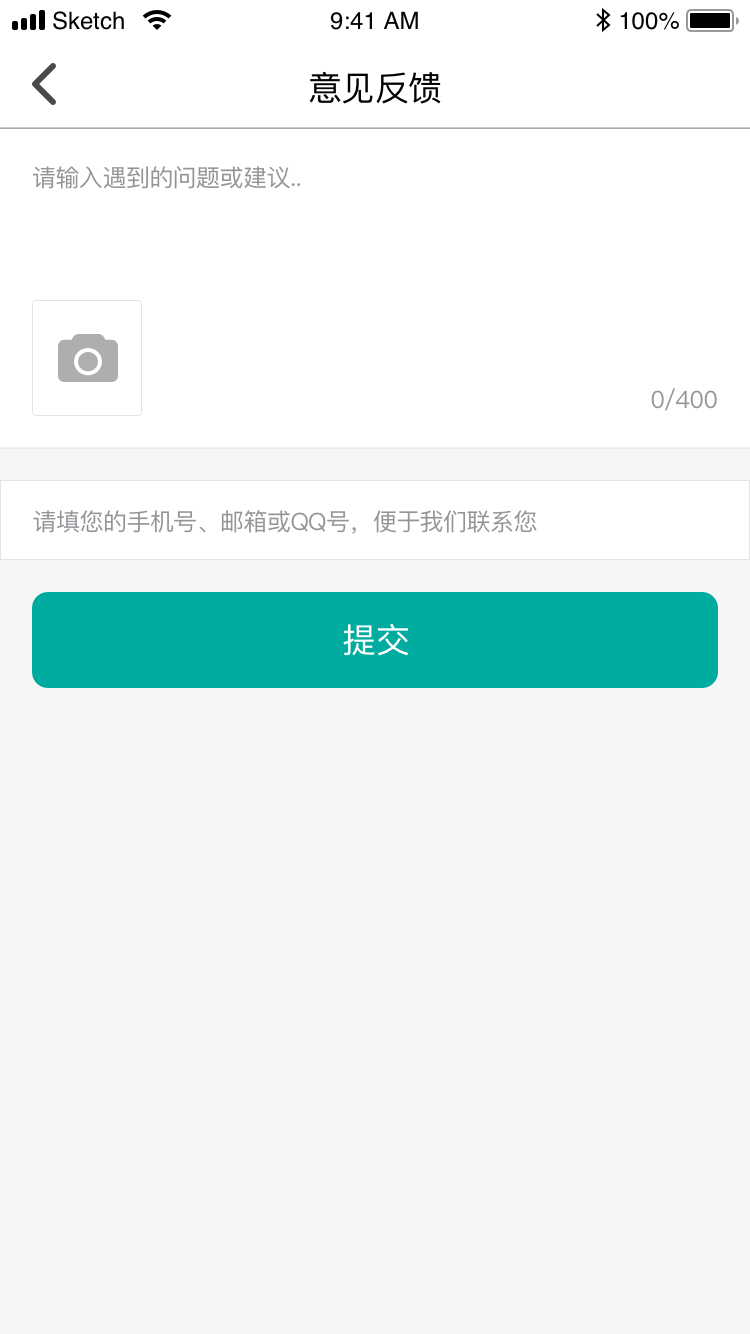 Sketch 9:41 AM 100%
意见反馈
请输入遇到的问题或建议..
0/400
请填您的手机号、邮箱或QQ号，便于我们联系您
提交